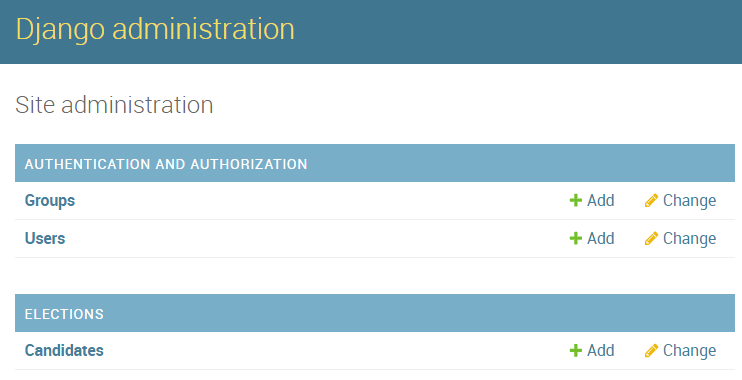 Django administration
Site administration
AUTHENTICATION AND AUTHORIZATION
Groups Add Change
Users Add Change
ELECTIONS
Candidates Add Change